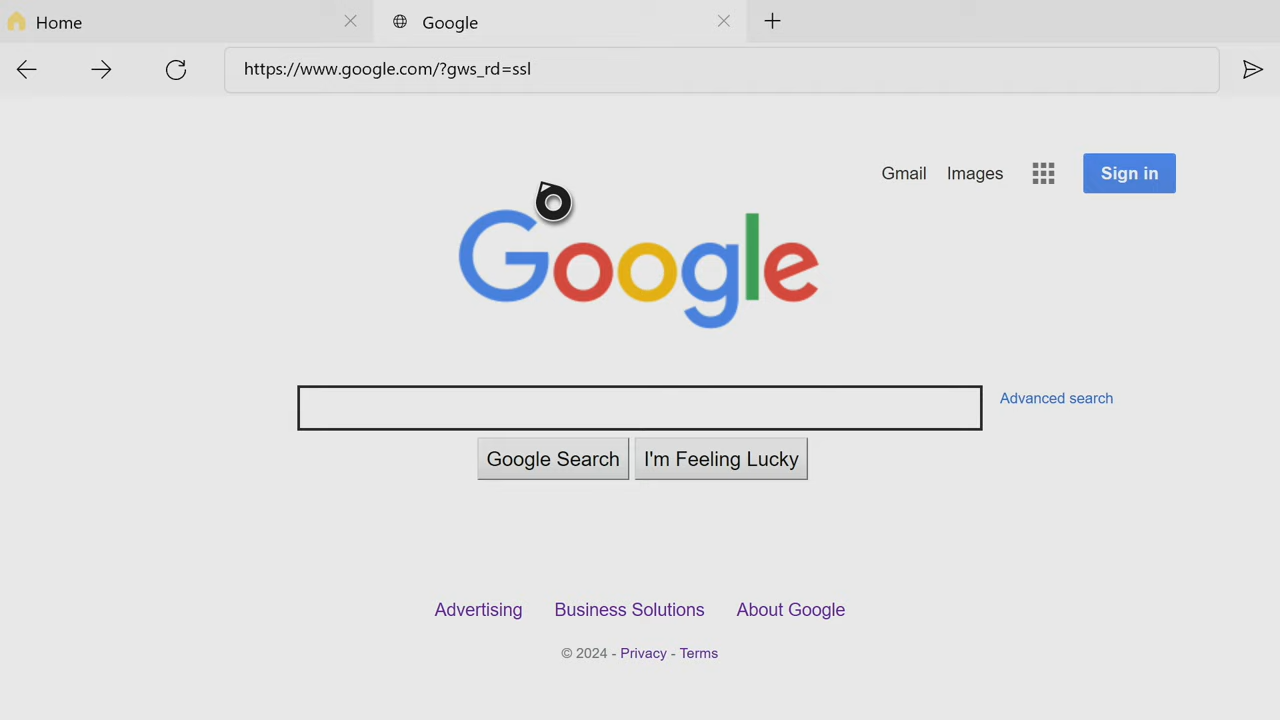 Home
Google
https://www.google.com/?gws_rd=ssl
Gmail Images Sign in
Google
Advanced search
Google Search I'm Feeling Lucky
Advertising Business Solutions About Google
© 2024 - Privacy - Terms